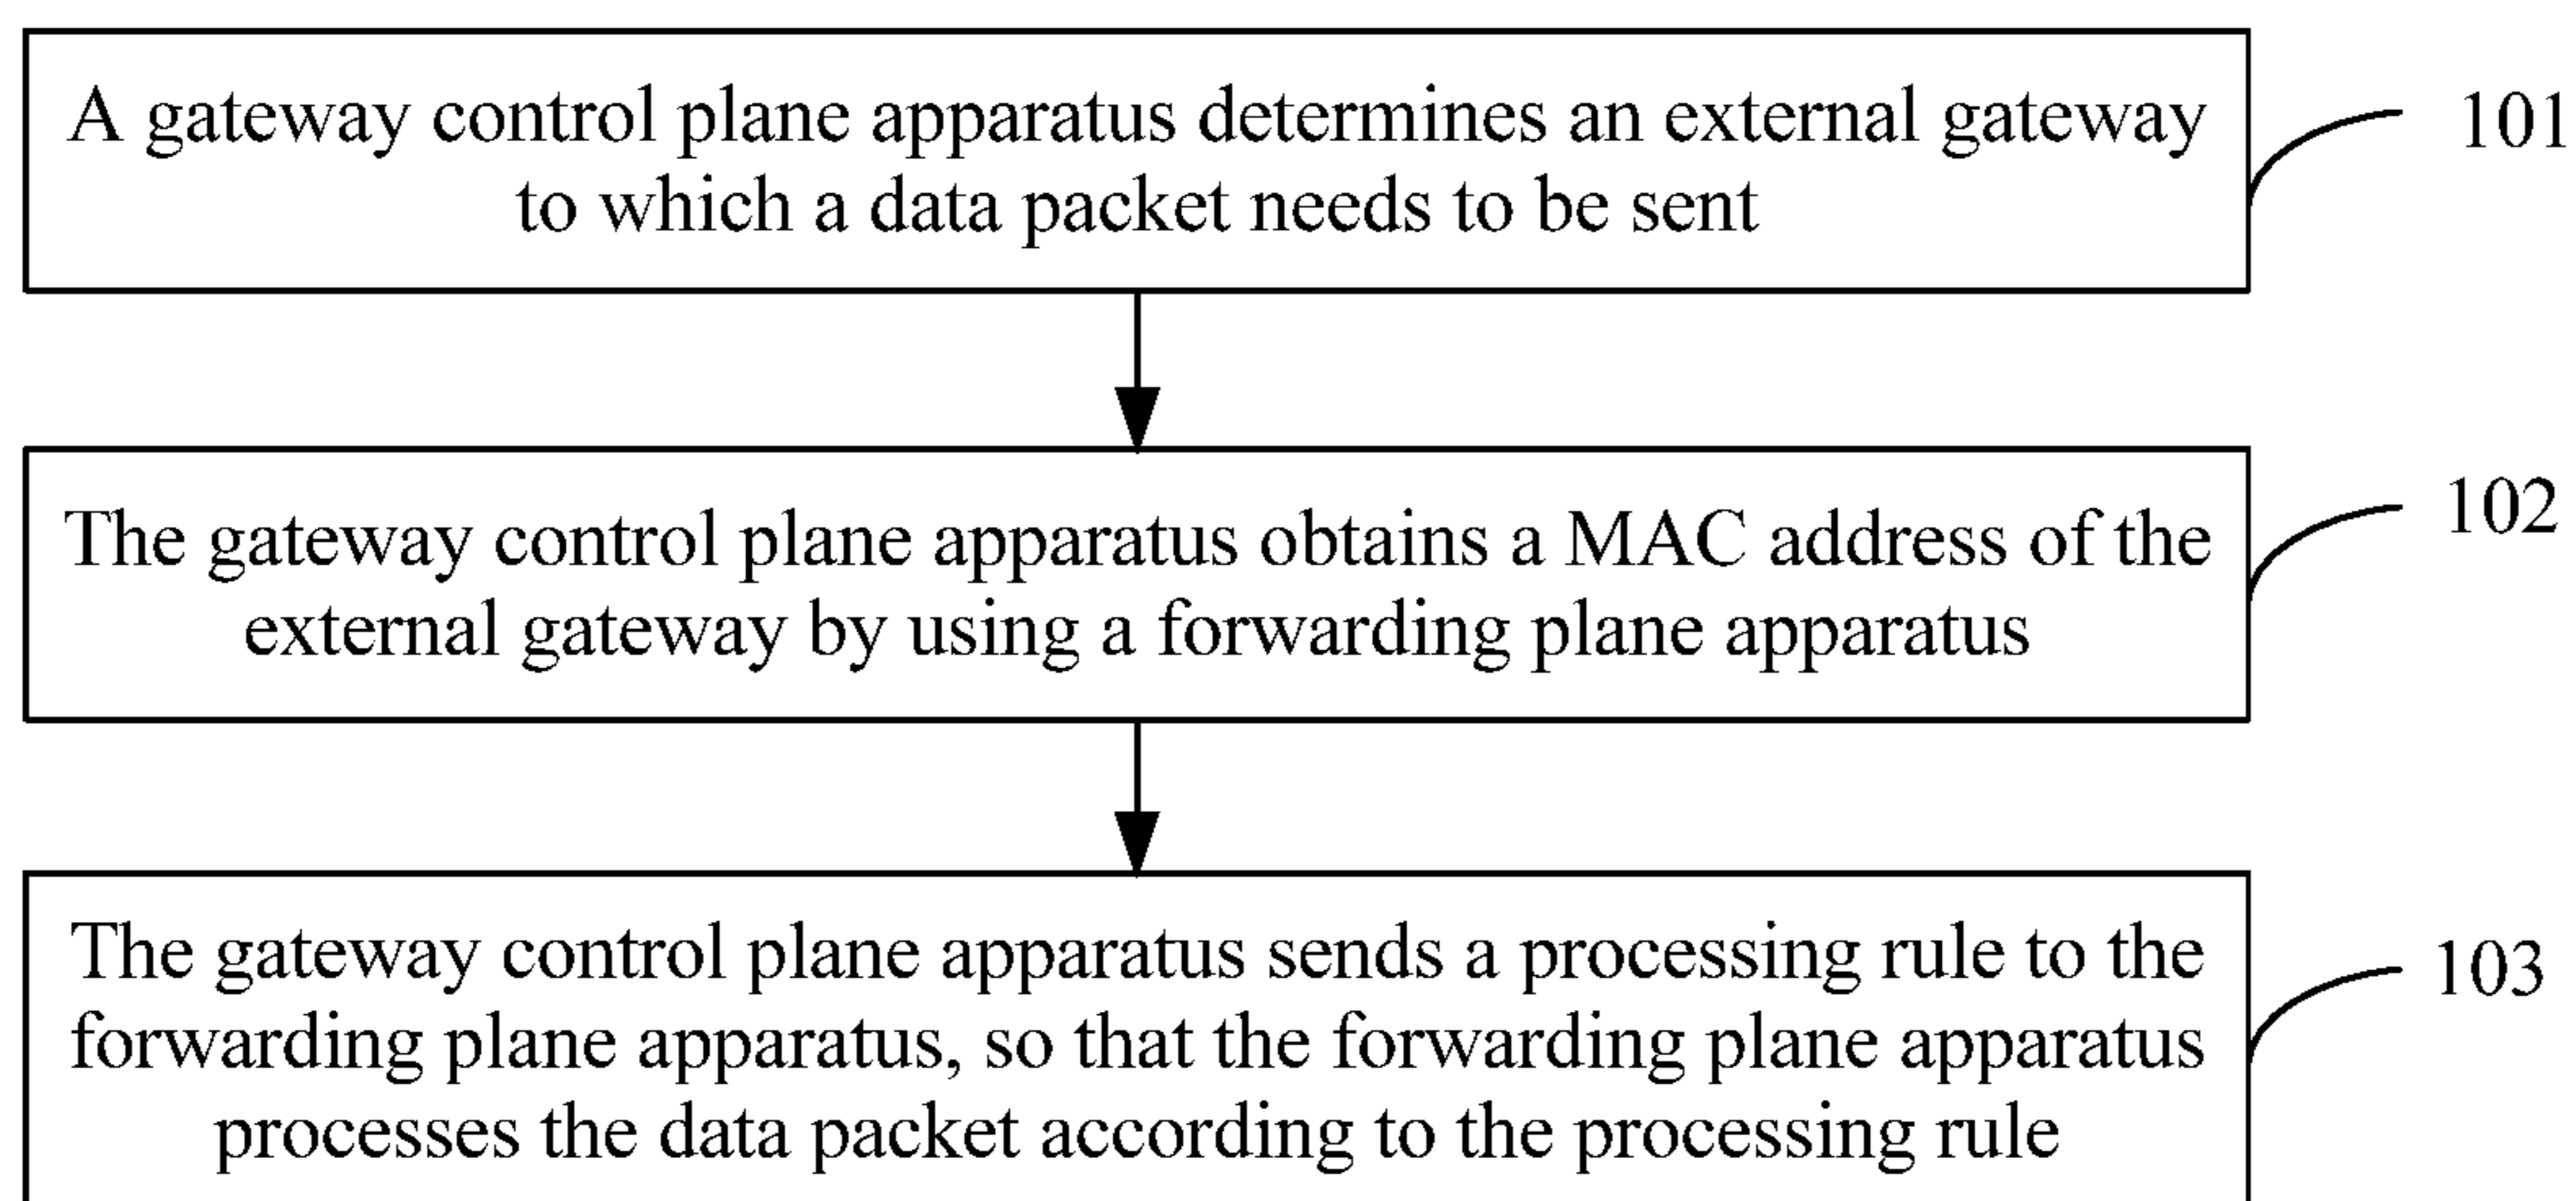 A gateway control plane apparatus determines an external gateway
to which a data packet needs to be sent
101
The gateway control plane apparatus obtains a MAC address of the
external gateway by using a forwarding plane apparatus
102
The gateway control plane apparatus sends a processing rule to the
forwarding plane apparatus, so that the forwarding plane apparatus
processes the data packet according to the processing rule
103